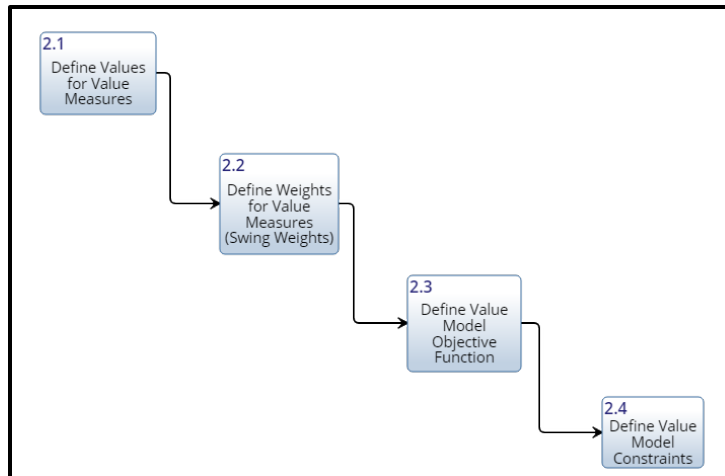 2.1
Define Values
for Value
Measures
2.2
Define Weights
for Value
Measures
(Swing Weights)
2.3
Define Value
Model
Objective
Function
2.4
Define Value
Model
Constraints